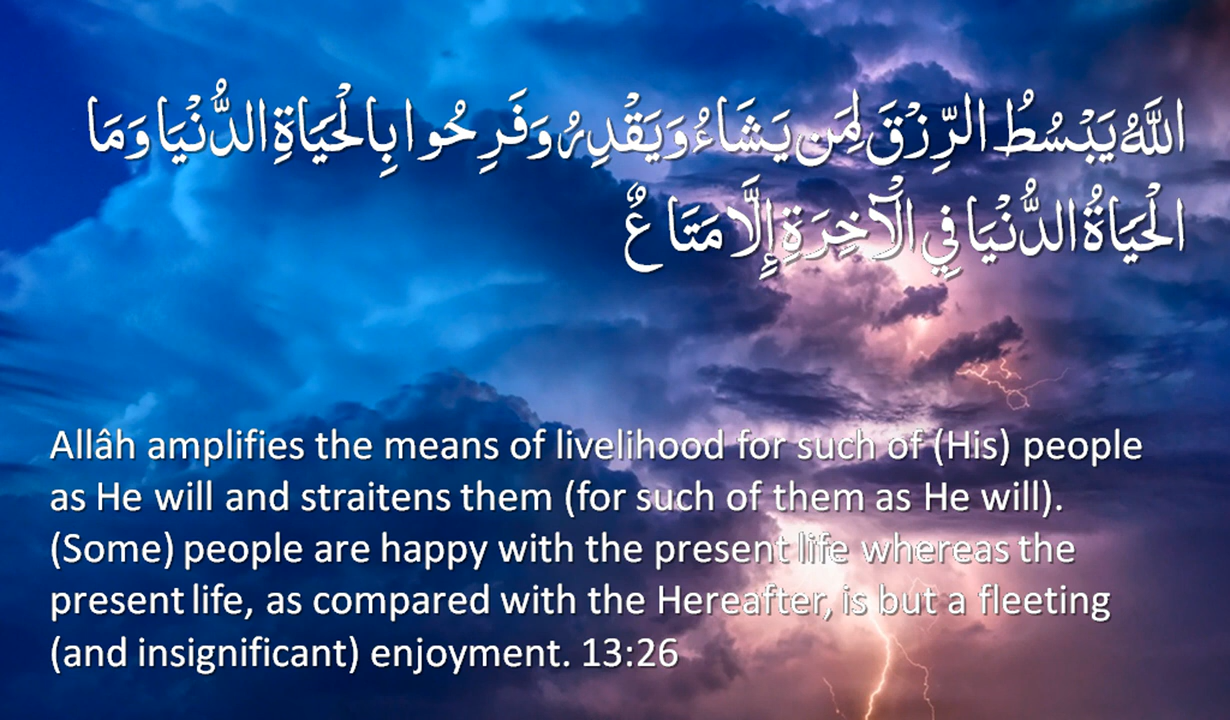 اللَّهُ يَبْسُطُ الرِّزْقَ لِمَن يَشَاءُ وَيَقْدِرُ وَفَرِحُوا بِالْحَيَاةِ الدُّنْيَا وَمَا
الْحَيَاةُ الدُّنْيَا فِي الْآخِرَةِ إِلَّا مَتَاعٌ
Allâh amplifies the means of livelihood for such of (His) people
as He will and straitens them (for such of them as He will).
(Some) people are happy with the present life whereas the
present life, as compared with the Hereafter, is but a fleeting
(and insignificant) enjoyment. 13:26